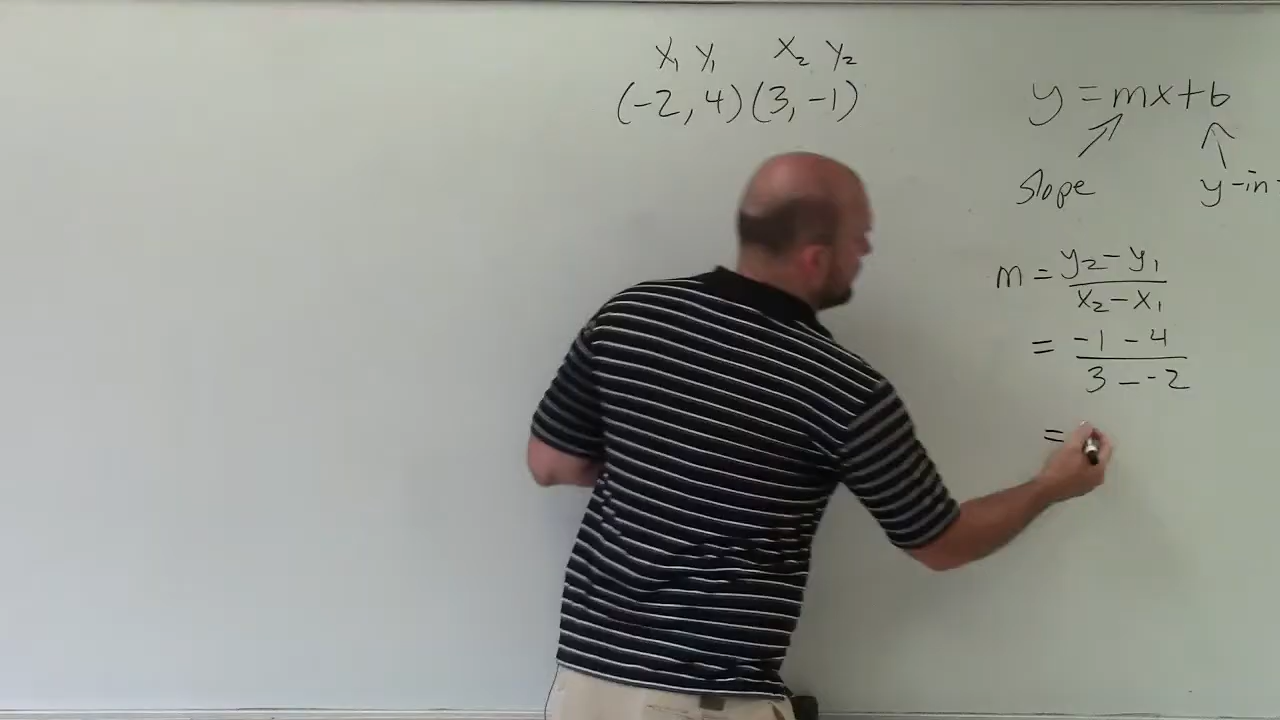 x₁ y₁ x₂ y₂
(-2, 4) (3, -1)
y = mx + b
slope y-in-
m = y₂ - y₁ / x₂ - x₁
= -1 - 4 / 3 - -2
=